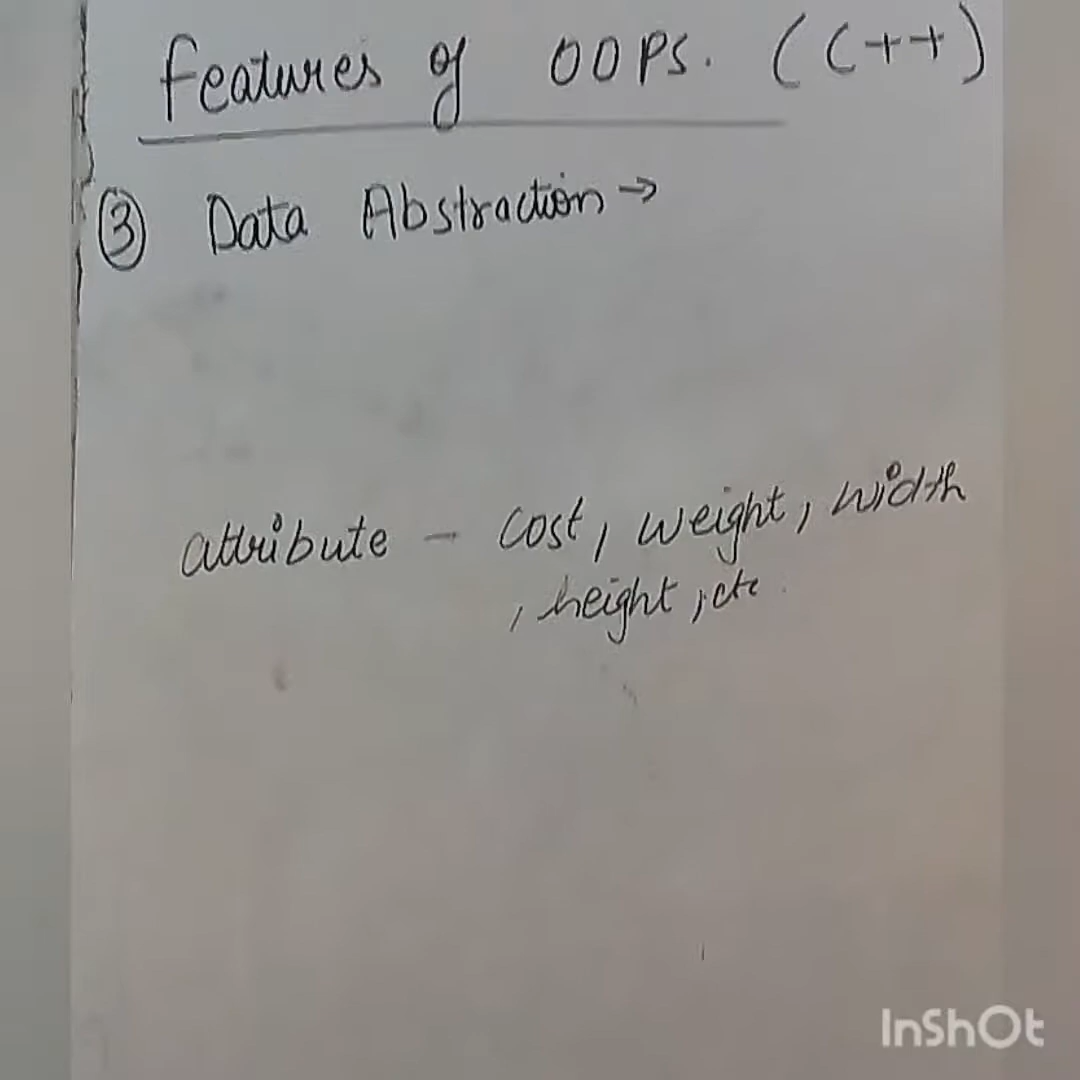 features of OOPS. (C++)
③ Data Abstraction →
attribute - cost, weight, width
, height, etc
InShOt